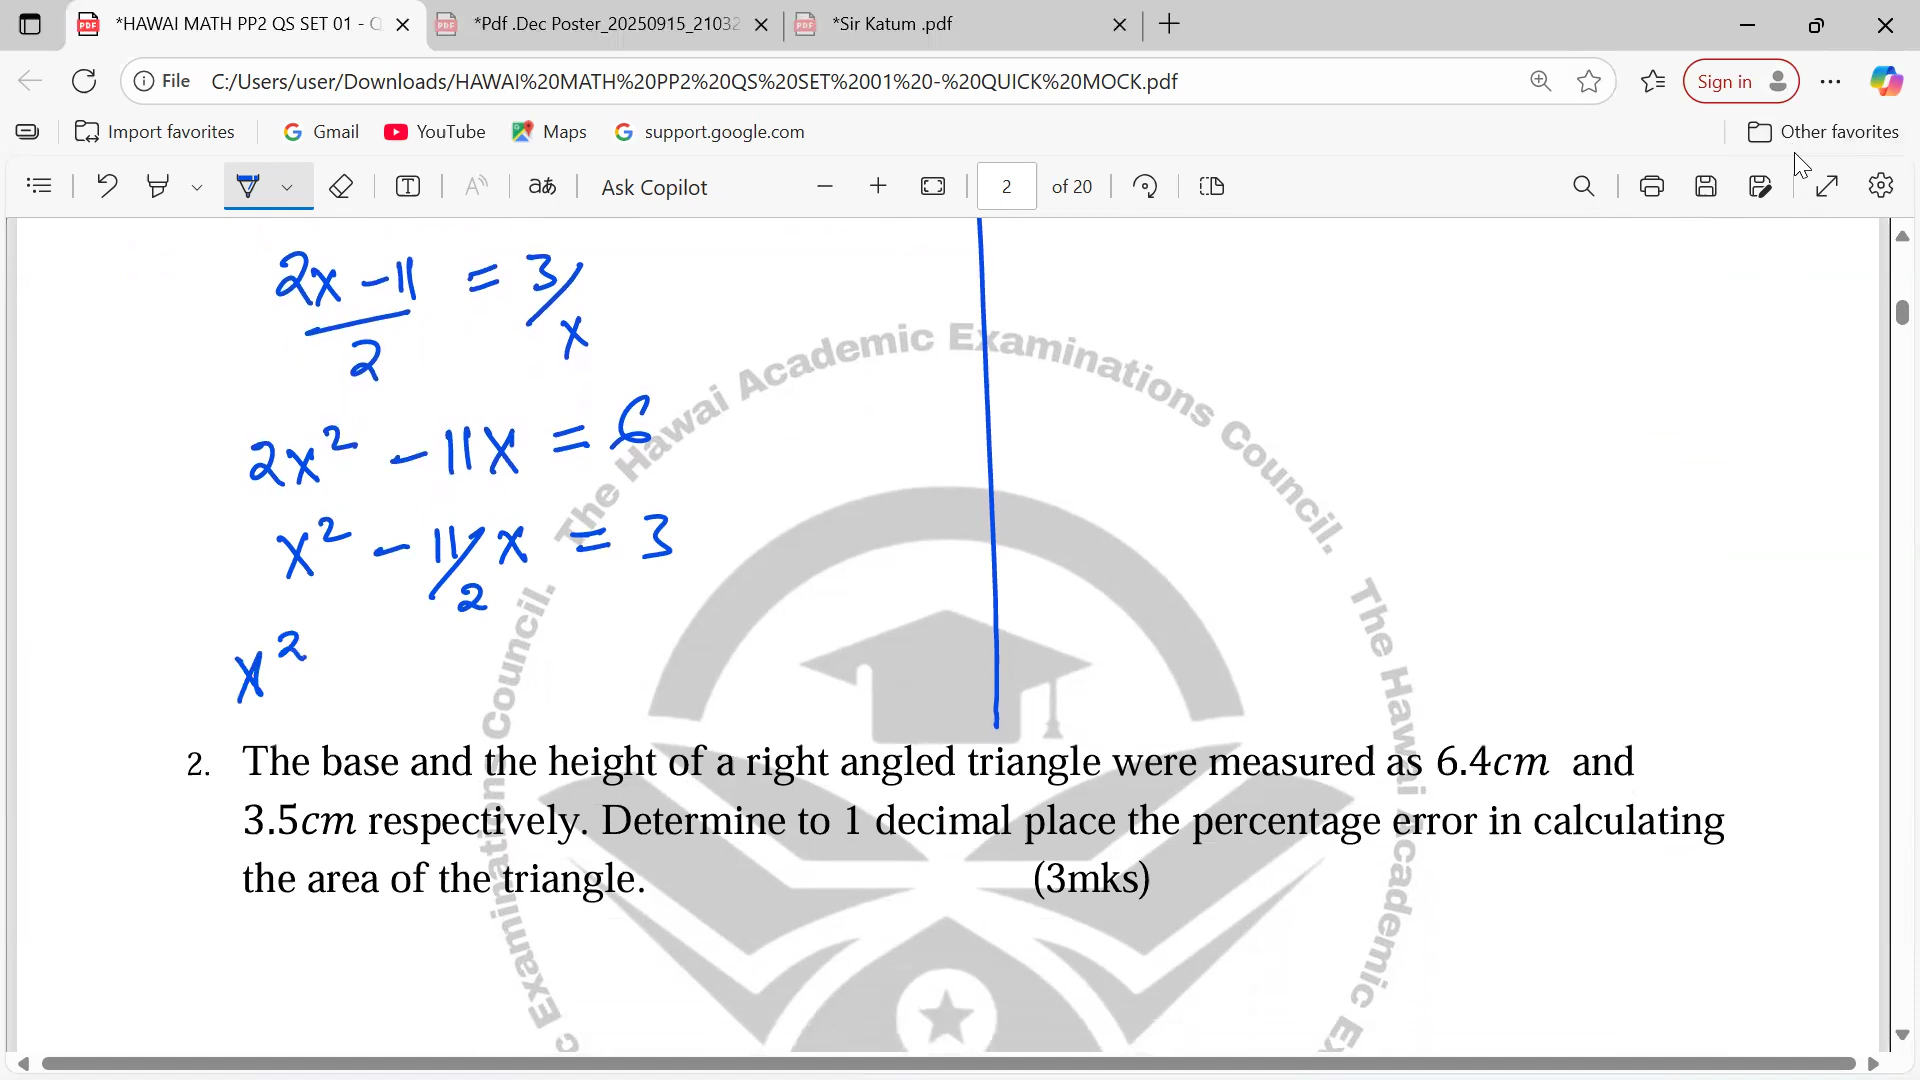 *HAWAI MATH PP2 QS SET 01 - Q
*Pdf .Dec Poster_20250915_21032
*Sir Katum .pdf
File
C:/Users/user/Downloads/HAWAI%20MATH%20PP2%20QS%20SET%2001%20-%20QUICK%20MOCK.pdf
Sign in
Import favorites
Gmail
YouTube
Maps
support.google.com
Other favorites
Ask Copilot
2 of 20
2x - 11 = 3/x
2
2x² - 11x = 6
x² - 11/2 x = 3
x²
2. The base and the height of a right angled triangle were measured as 6.4cm and
3.5cm respectively. Determine to 1 decimal place the percentage error in calculating
the area of the triangle. (3mks)
The Hawai Academic Examinations Council.